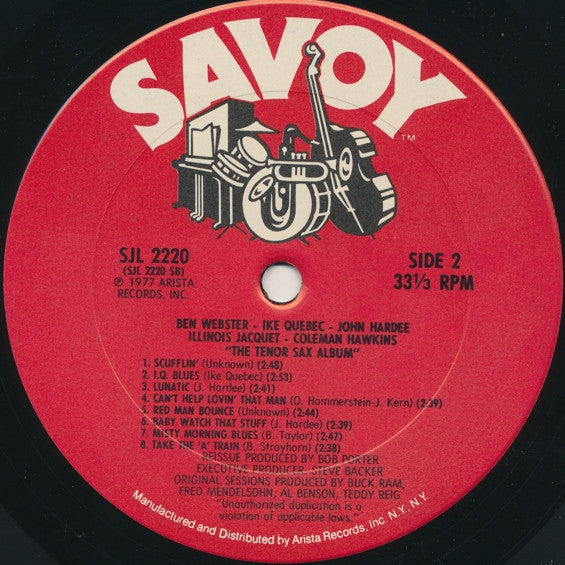 SAVOY
TM
SJL 2220
(SJL 2220 SB)
℗ 1977 ARISTA
RECORDS, INC.
SIDE 2
33⅓ RPM
BEN WEBSTER - IKE QUEBEC - JOHN HARDEE
ILLINOIS JACQUET - COLEMAN HAWKINS
"THE TENOR SAX ALBUM"
1. SCUFFLIN' (Unknown) (2:48)
2. I.Q. BLUES (Ike Quebec) (2:53)
3. LUNATIC (J. Hardee) (2:41)
4. CAN'T HELP LOVIN' THAT MAN (O. Hammerstein-J. Kern) (2:39)
5. RED MAN BOUNCE (Unknown) (2:44)
6. BABY WATCH THAT STUFF (J. Hardee) (2:39)
7. MISTY MORNING BLUES (B. Taylor) (2:47)
8. TAKE THE 'A' TRAIN (B. Strayhorn) (2:38)
REISSUE PRODUCED BY BOB PORTER
EXECUTIVE PRODUCER: STEVE BACKER
ORIGINAL SESSIONS PRODUCED BY BUCK RAM,
FRED MENDELSOHN, AL BENSON, TEDDY REIG
"Unauthorized duplication is a
violation of applicable laws."
Manufactured and Distributed by Arista Records, Inc. N.Y., N.Y.